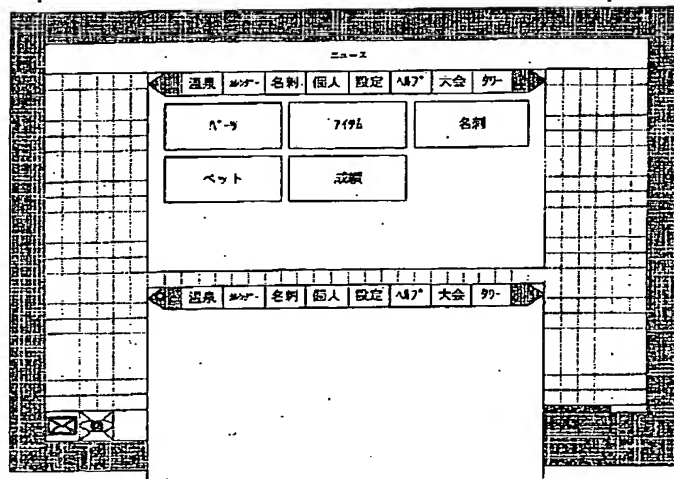 ニュース
温泉 カレンダー 名刺 個人 設定 ヘルプ 大会 タワー
パーツ アイテム 名刺
ペット 成績
温泉 カレンダー 名刺 個人 設定 ヘルプ 大会 タワー